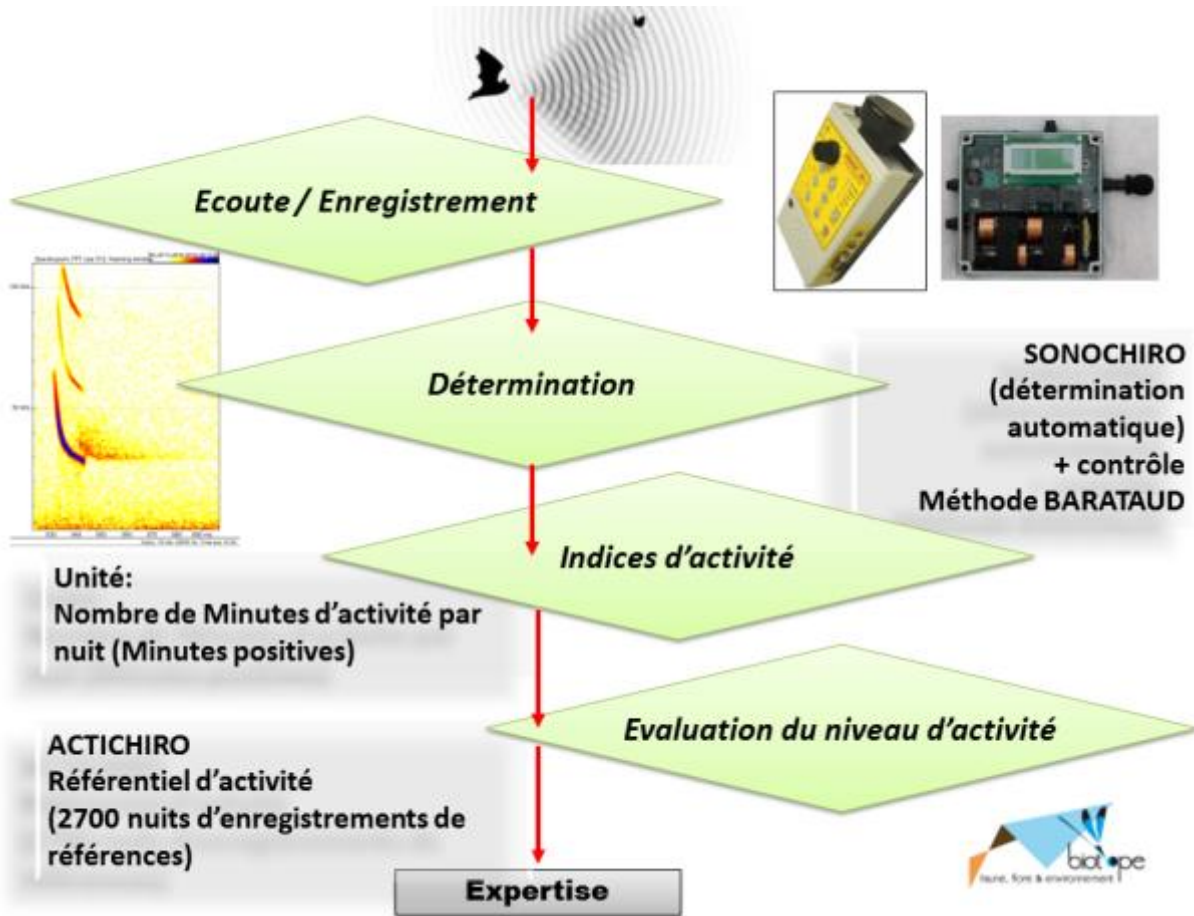 Ecoute / Enregistrement
Détermination
SONOCHIRO
(détermination
automatique)
+ contrôle
Méthode BARATAUD
Indices d'activité
Unité:
Nombre de Minutes d'activité par
nuit (Minutes positives)
Evaluation du niveau d'activité
ACTICHIRO
Référentiel d'activité
(2700 nuits d'enregistrements de
références)
Expertise
biotope
faune, flore & environnement